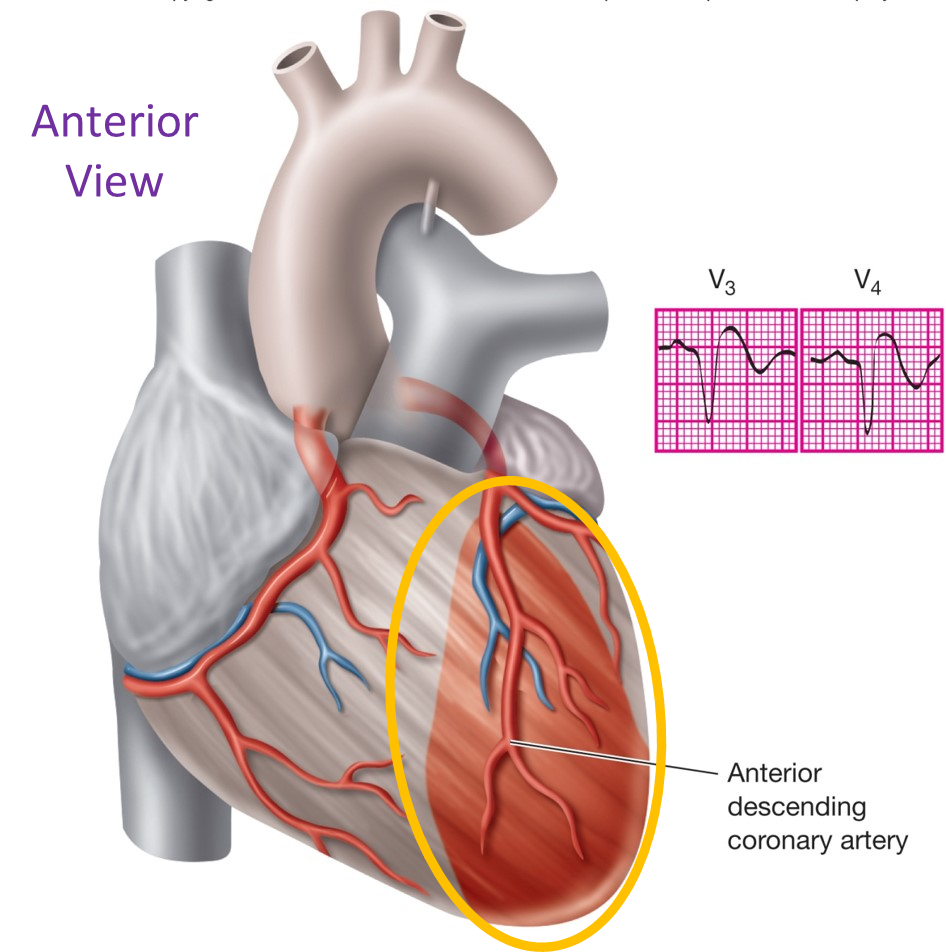 Anterior
View
V3
V4
Anterior
descending
coronary artery